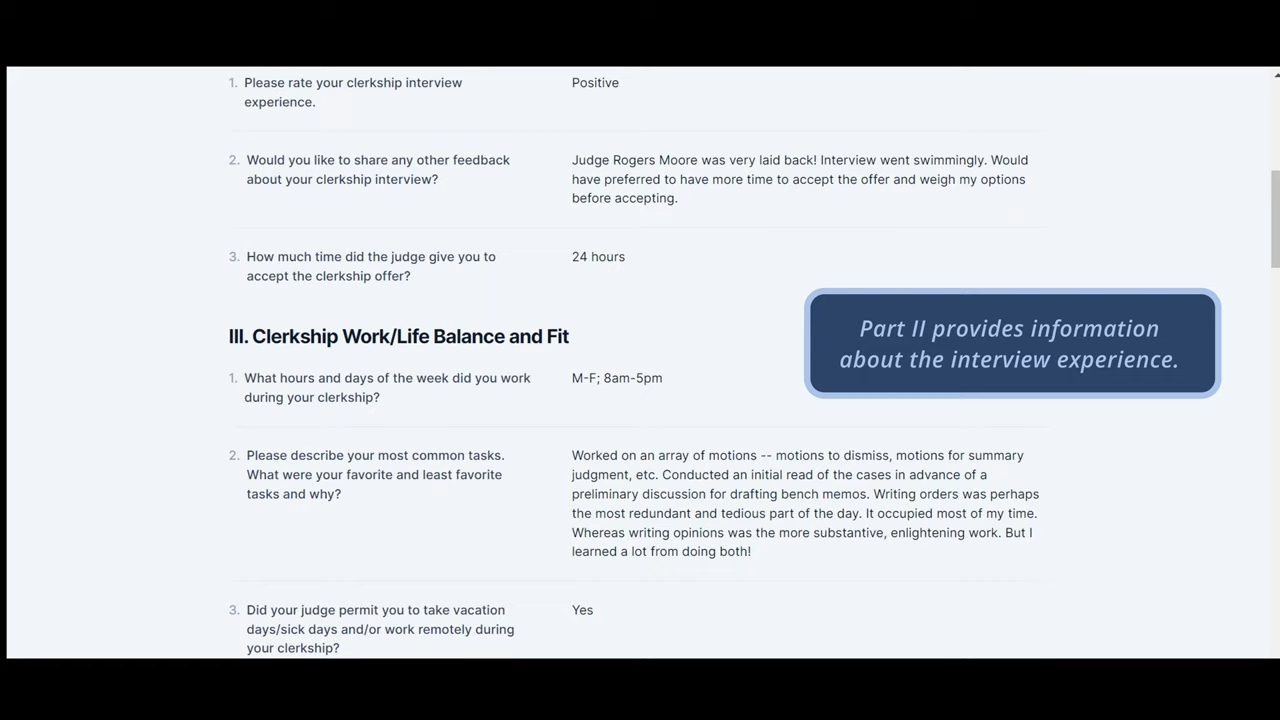 1. Please rate your clerkship interview
experience.
Positive
2. Would you like to share any other feedback
about your clerkship interview?
Judge Rogers Moore was very laid back! Interview went swimmingly. Would
have preferred to have more time to accept the offer and weigh my options
before accepting.
3. How much time did the judge give you to
accept the clerkship offer?
24 hours
Part II provides information
about the interview experience.
III. Clerkship Work/Life Balance and Fit
1. What hours and days of the week did you work
during your clerkship?
M-F; 8am-5pm
2. Please describe your most common tasks.
What were your favorite and least favorite
tasks and why?
Worked on an array of motions -- motions to dismiss, motions for summary
judgment, etc. Conducted an initial read of the cases in advance of a
preliminary discussion for drafting bench memos. Writing orders was perhaps
the most redundant and tedious part of the day. It occupied most of my time.
Whereas writing opinions was the more substantive, enlightening work. But I
learned a lot from doing both!
3. Did your judge permit you to take vacation
days/sick days and/or work remotely during
your clerkship?
Yes